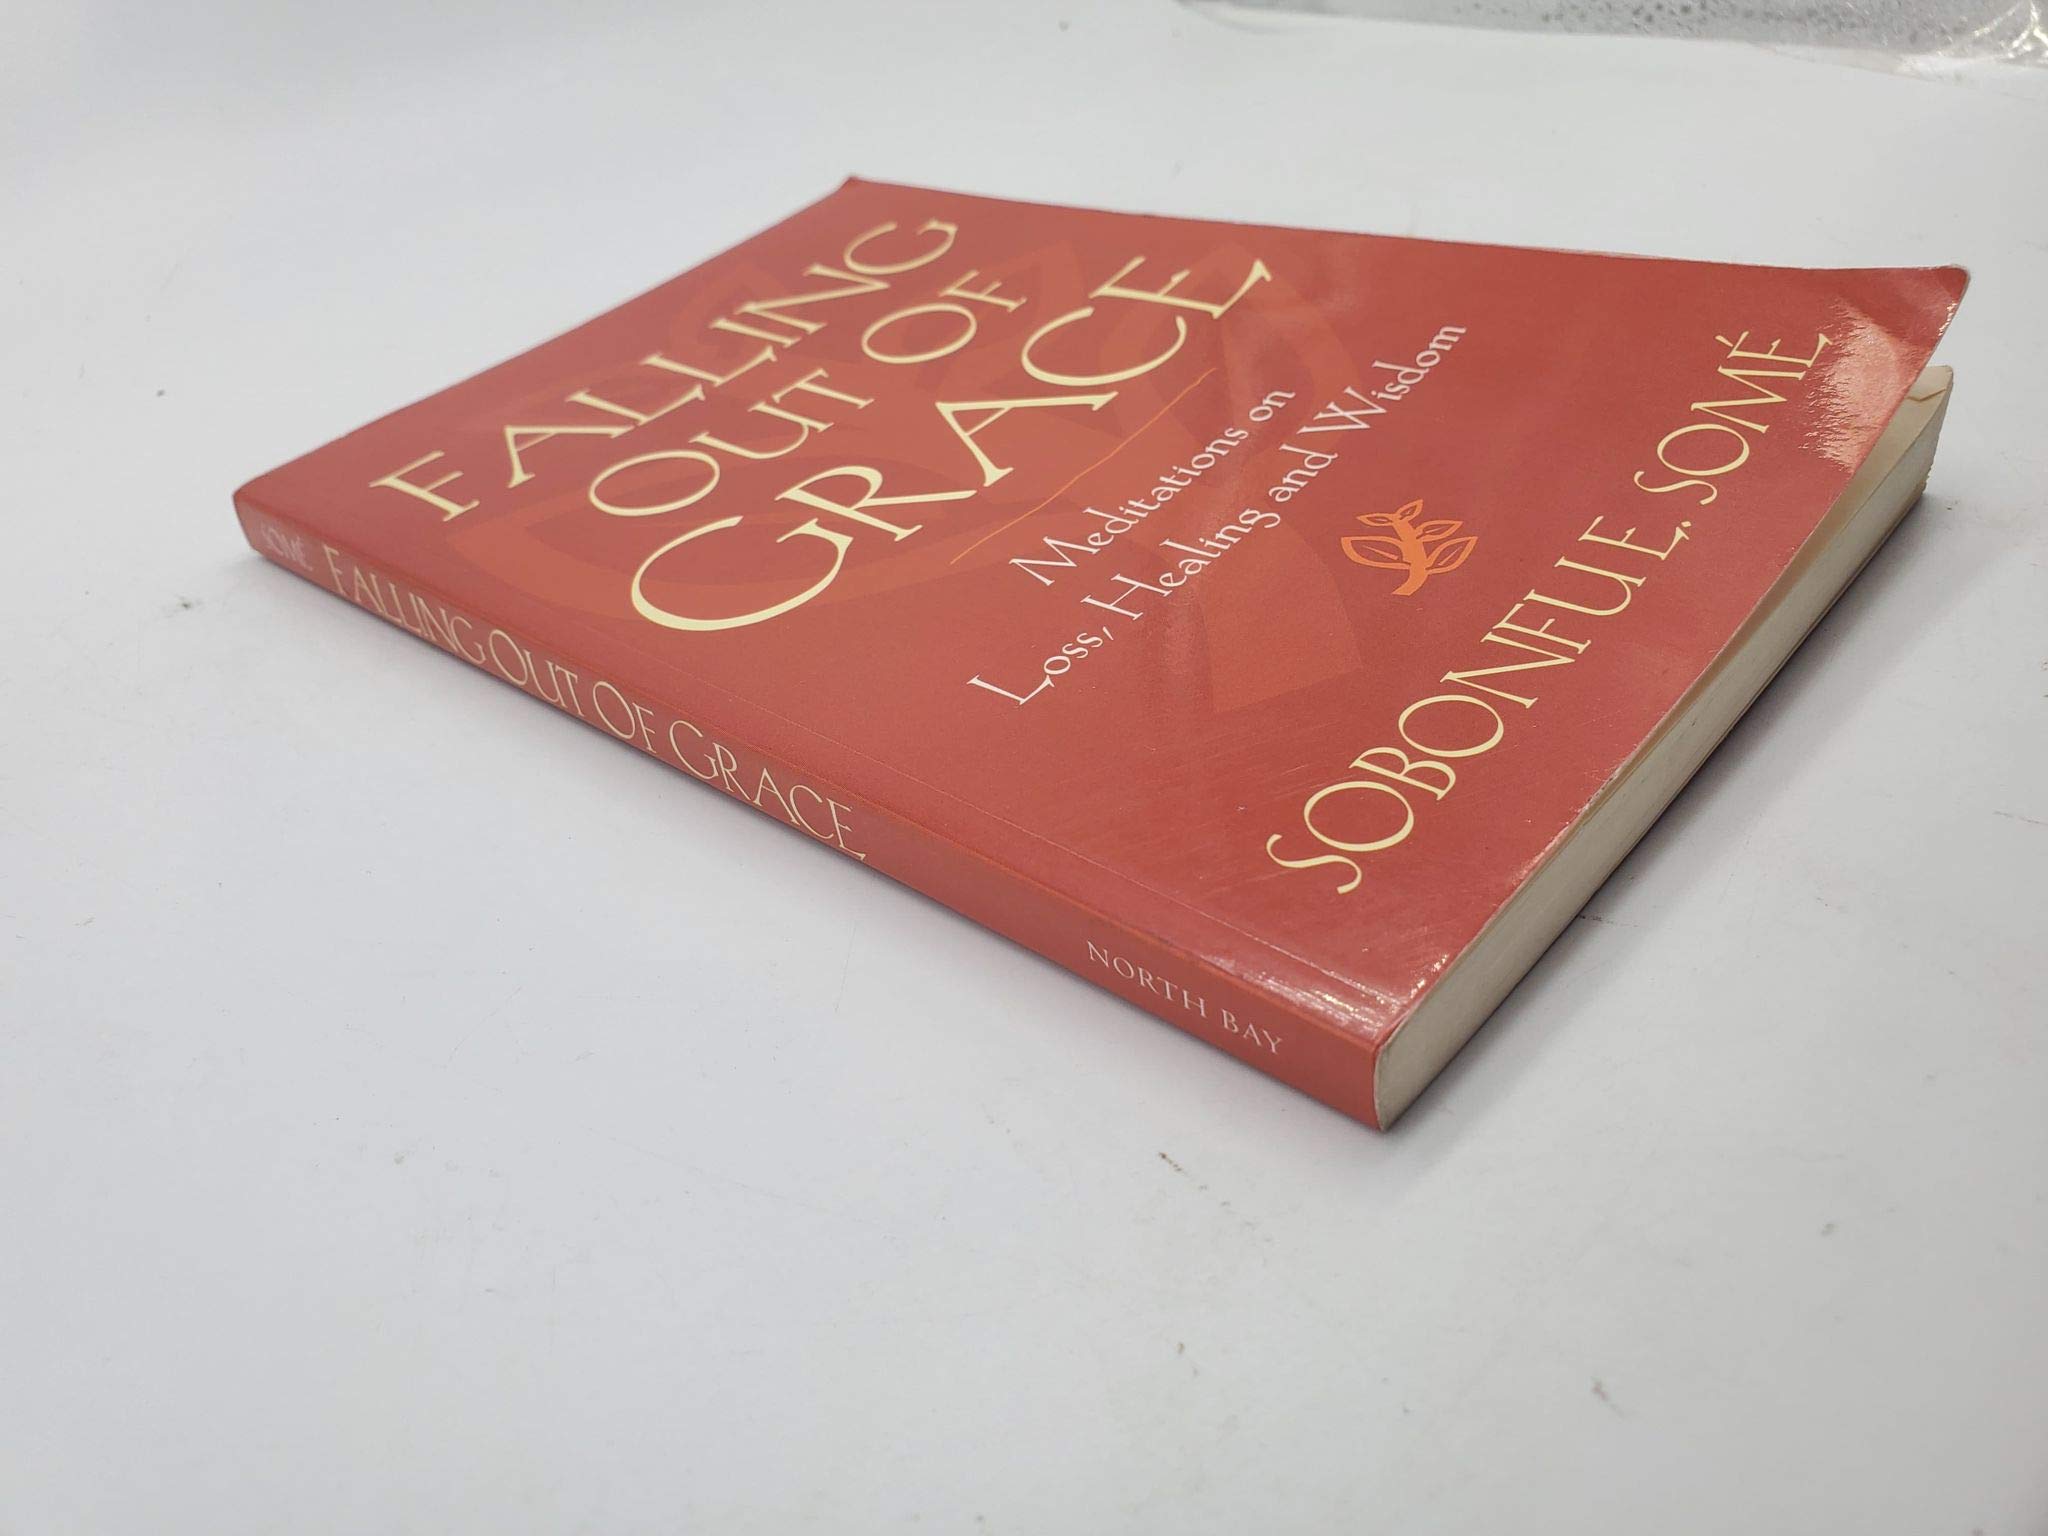 FALLING
OUT OF
GRACE
Meditations on
Loss, Healing and Wisdom
SOBONFU E. SOMÉ
SOMÉ FALLING OUT OF GRACE NORTH BAY